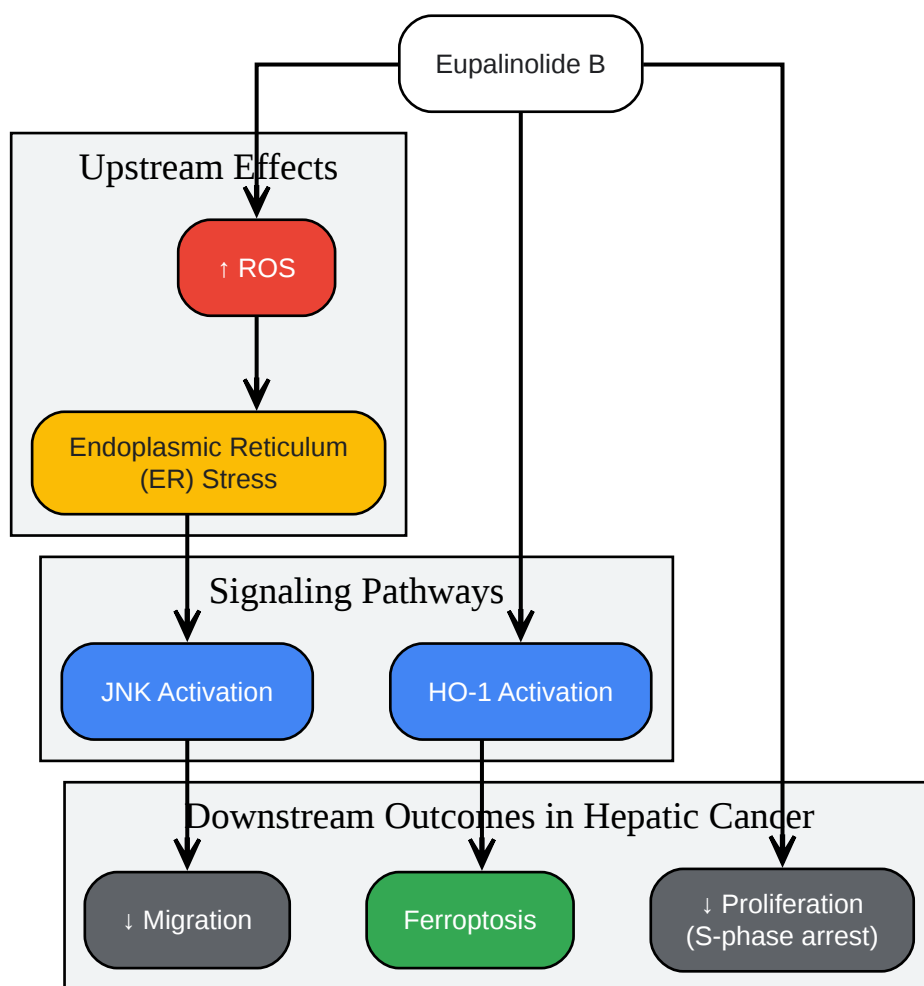 Eupalinolide B
Upstream Effects
↑ ROS
Endoplasmic Reticulum
(ER) Stress
Signaling Pathways
JNK Activation
HO-1 Activation
Downstream Outcomes in Hepatic Cancer
↓ Migration
Ferroptosis
↓ Proliferation
(S-phase arrest)